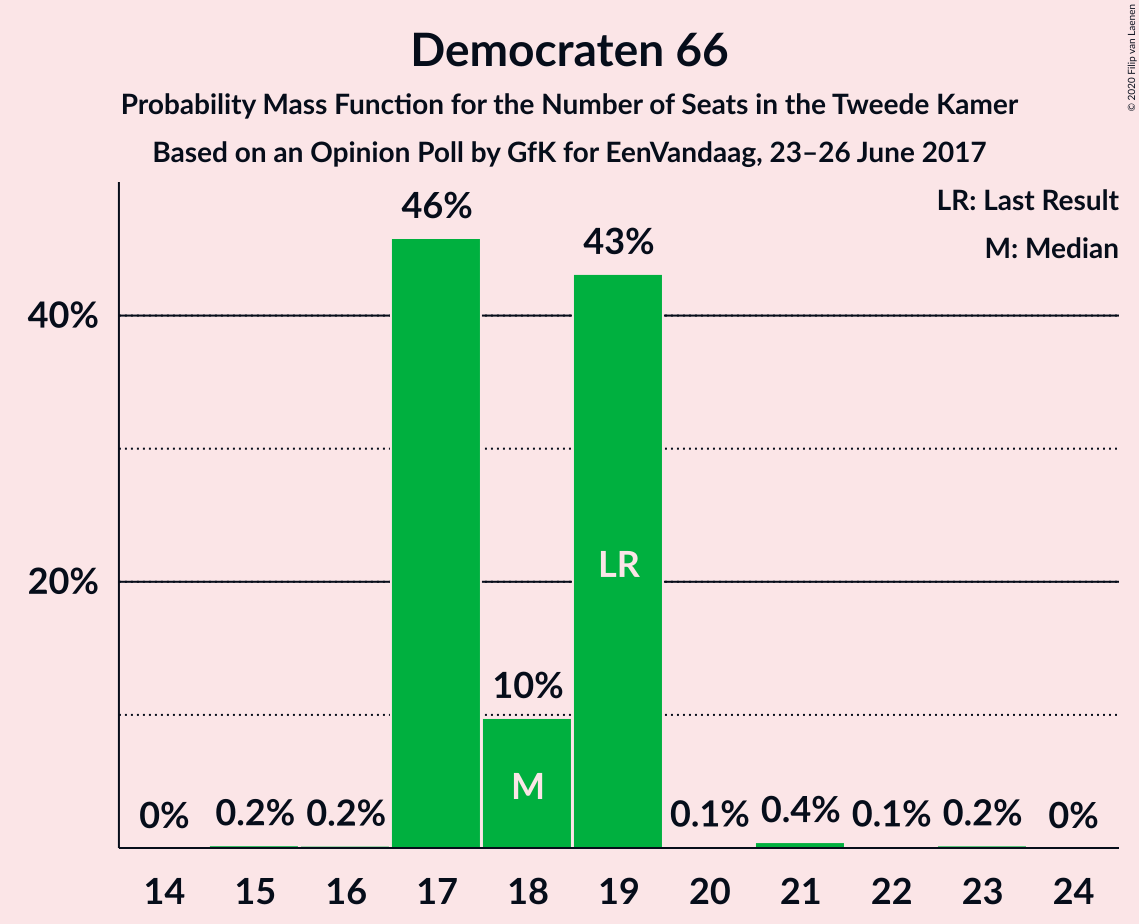 Democraten 66
Probability Mass Function for the Number of Seats in the Tweede Kamer
Based on an Opinion Poll by GfK for EenVandaag, 23–26 June 2017
© 2020 Filip van Laenen
LR: Last Result
M: Median
46%
43%
40%
LR
20%
10%
M
0% 0.2% 0.2% 0.1% 0.4% 0.1% 0.2% 0%
14 15 16 17 18 19 20 21 22 23 24